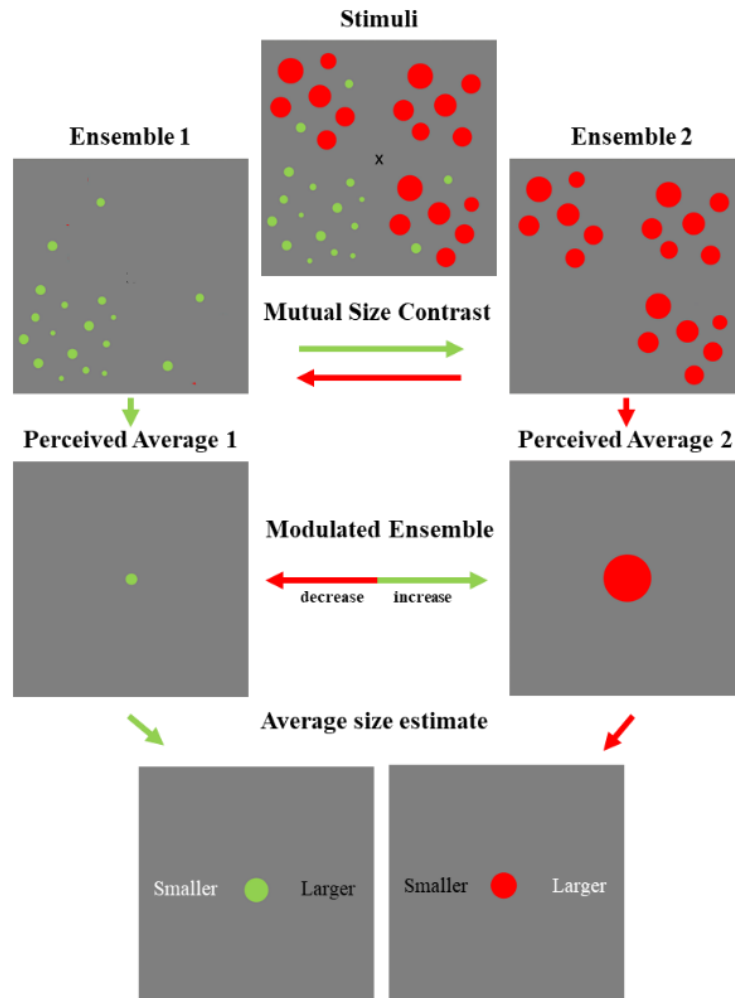 Stimuli
Ensemble 1
Ensemble 2
x
Mutual Size Contrast
Perceived Average 1
Perceived Average 2
Modulated Ensemble
decrease increase
Average size estimate
Smaller Larger
Smaller Larger